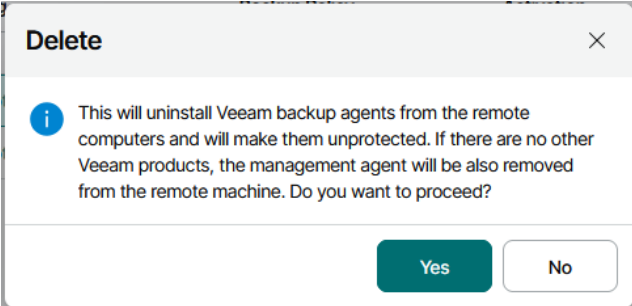 Delete
This will uninstall Veeam backup agents from the remote
computers and will make them unprotected. If there are no other
Veeam products, the management agent will be also removed
from the remote machine. Do you want to proceed?
Yes
No